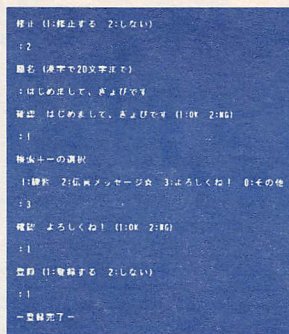 修正 (1:修正する 2:しない)
:2
題名 (漢字で20文字まで)
:はじめまして、ぎょぴです
確認 はじめまして、ぎょぴです (1:OK 2:NG)
:1
検索キーの選択
1:練習 2:伝言メッセージ☆ 3:よろしくね! 0:その他
:3
確認 よろしくね! (1:OK 2:NG)
:1
登録 (1:登録する 2:しない)
:1
ー登録完了ー